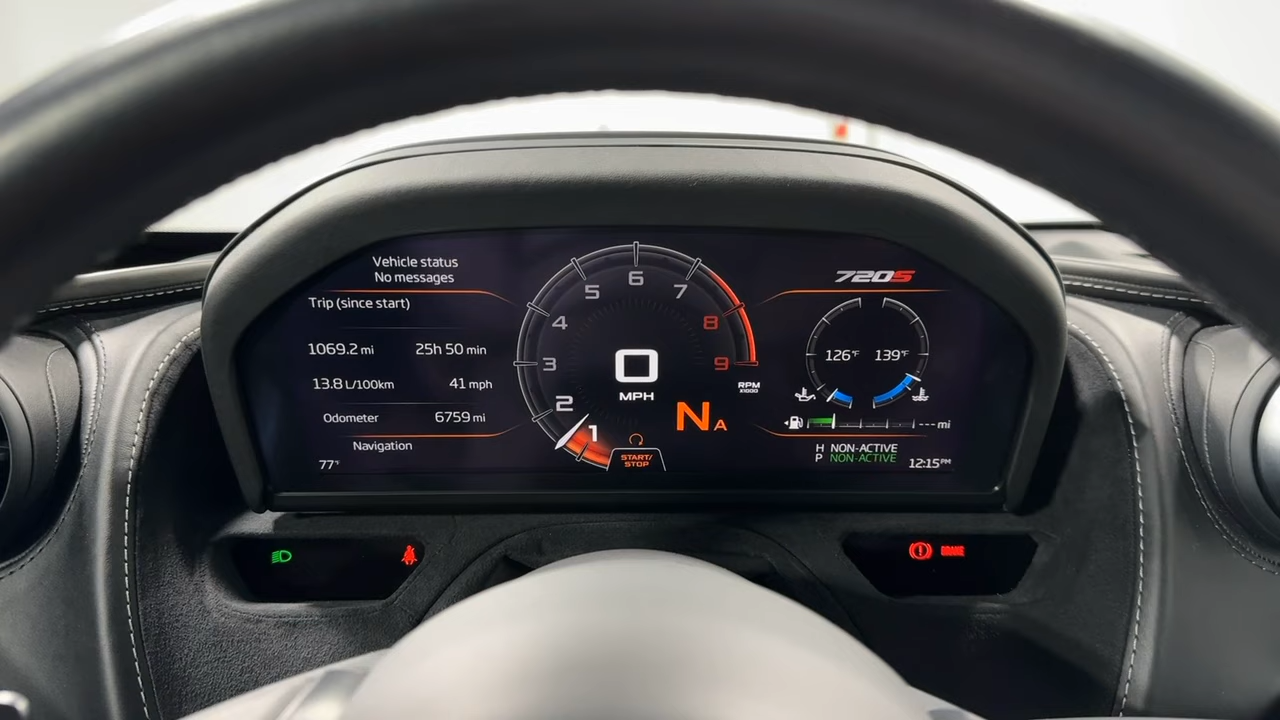 Vehicle status
No messages
Trip (since start)
1069.2 mi 25h 50 min
13.8 L/100km 41 mph
Odometer 6759 mi
Navigation
77°F
1
2
3
4
5
6
7
8
9
RPM
X1000
0
MPH
N A
START/
STOP
720S
126°F 139°F
--- mi
H NON-ACTIVE
P NON-ACTIVE
12:15PM
BRAKE